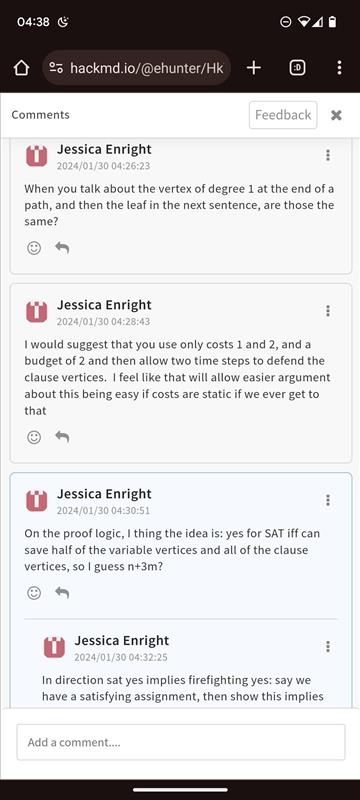 04:38
hackmd.io/@ehunter/Hk
:D
Comments
Feedback
Jessica Enright
2024/01/30 04:26:23
When you talk about the vertex of degree 1 at the end of a
path, and then the leaf in the next sentence, are those the
same?
Jessica Enright
2024/01/30 04:28:43
I would suggest that you use only costs 1 and 2, and a
budget of 2 and then allow two time steps to defend the
clause vertices.  I feel like that will allow easier argument
about this being easy if costs are static if we ever get to
that
Jessica Enright
2024/01/30 04:30:51
On the proof logic, I thing the idea is: yes for SAT iff can
save half of the variable vertices and all of the clause
vertices, so I guess n+3m?
Jessica Enright
2024/01/30 04:32:25
In direction sat yes implies firefighting yes: say we
have a satisfying assignment, then show this implies
Add a comment....